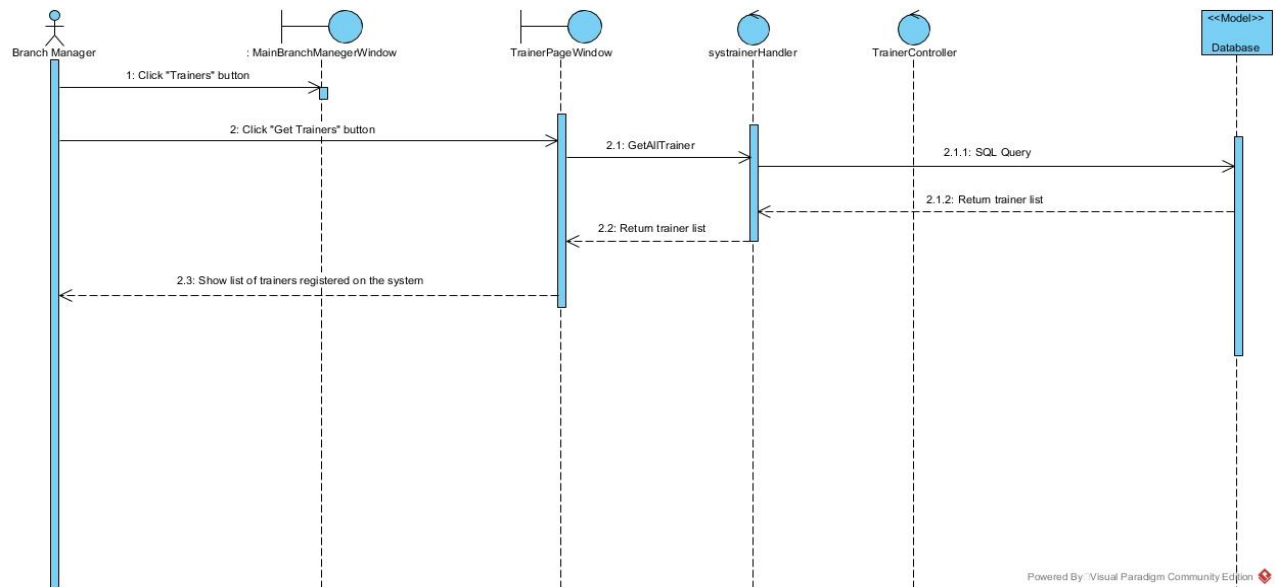 <<Model>>
Branch Manager
: MainBranchManegerWindow
TrainerPageWindow
systrainerHandler
TrainerController
Database
1: Click "Trainers" button
2: Click "Get Trainers" button
2.1: GetAllTrainer
2.1.1: SQL Query
2.1.2: Return trainer list
2.2: Return trainer list
2.3: Show list of trainers registered on the system
Powered By Visual Paradigm Community Edition